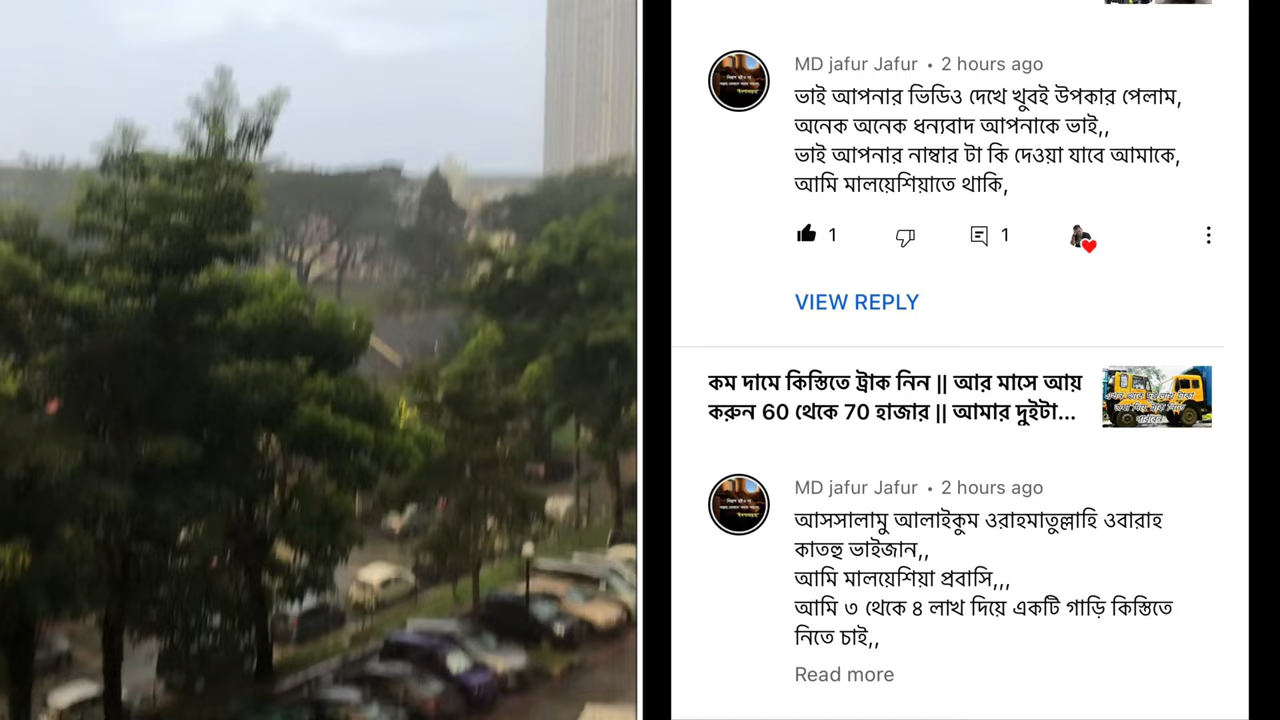 MD jafur Jafur • 2 hours ago
ভাই আপনার ভিডিও দেখে খুবই উপকার পেলাম,
অনেক অনেক ধন্যবাদ আপনাকে ভাই,,
ভাই আপনার নাম্বার টা কি দেওয়া যাবে আমাকে,
আমি মালয়েশিয়াতে থাকি,
1
1
VIEW REPLY
কম দামে কিস্তিতে ট্রাক নিন || আর মাসে আয়
করুন 60 থেকে 70 হাজার || আমার দুইটা...
MD jafur Jafur • 2 hours ago
আসসালামু আলাইকুম ওরাহমাতুল্লাহি ওবারাহ
কাতহু ভাইজান,,
আমি মালয়েশিয়া প্রবাসি,,,
আমি ৩ থেকে ৪ লাখ দিয়ে একটি গাড়ি কিস্তিতে
নিতে চাই,,
Read more